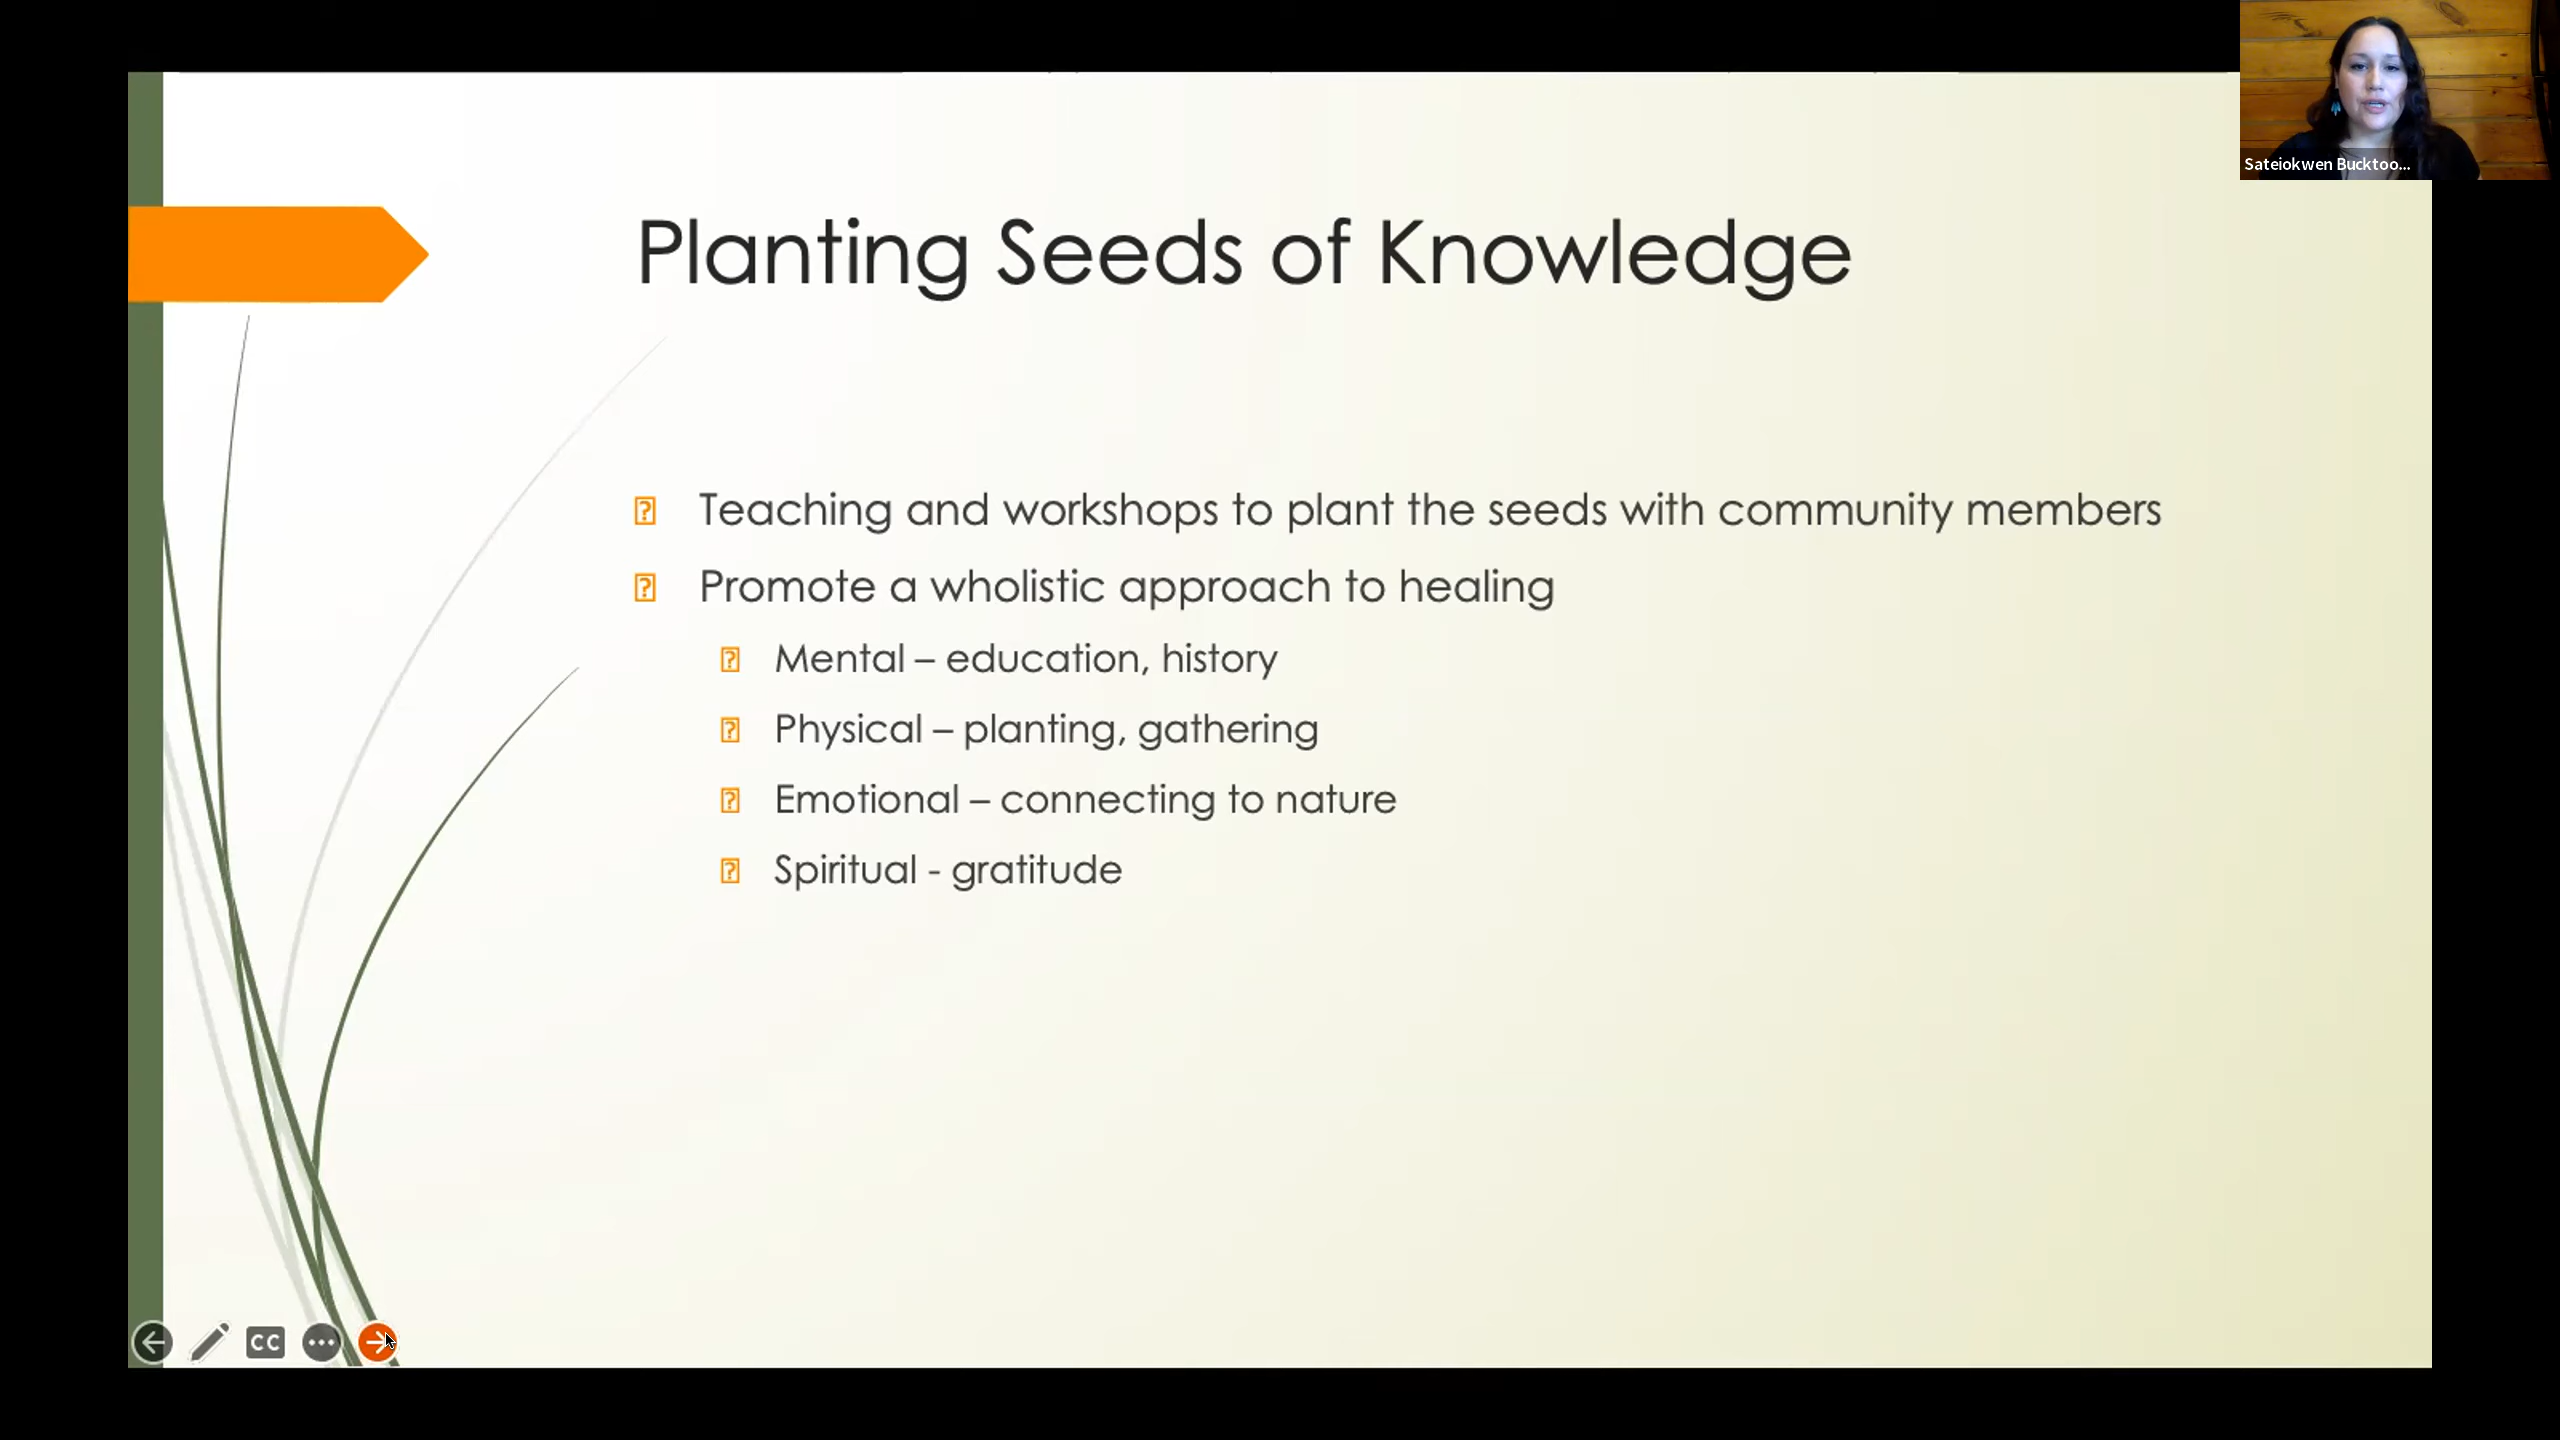 Sateiokwen Bucktoo...
Planting Seeds of Knowledge
Teaching and workshops to plant the seeds with community members
Promote a wholistic approach to healing
Mental – education, history
Physical – planting, gathering
Emotional – connecting to nature
Spiritual - gratitude
CC